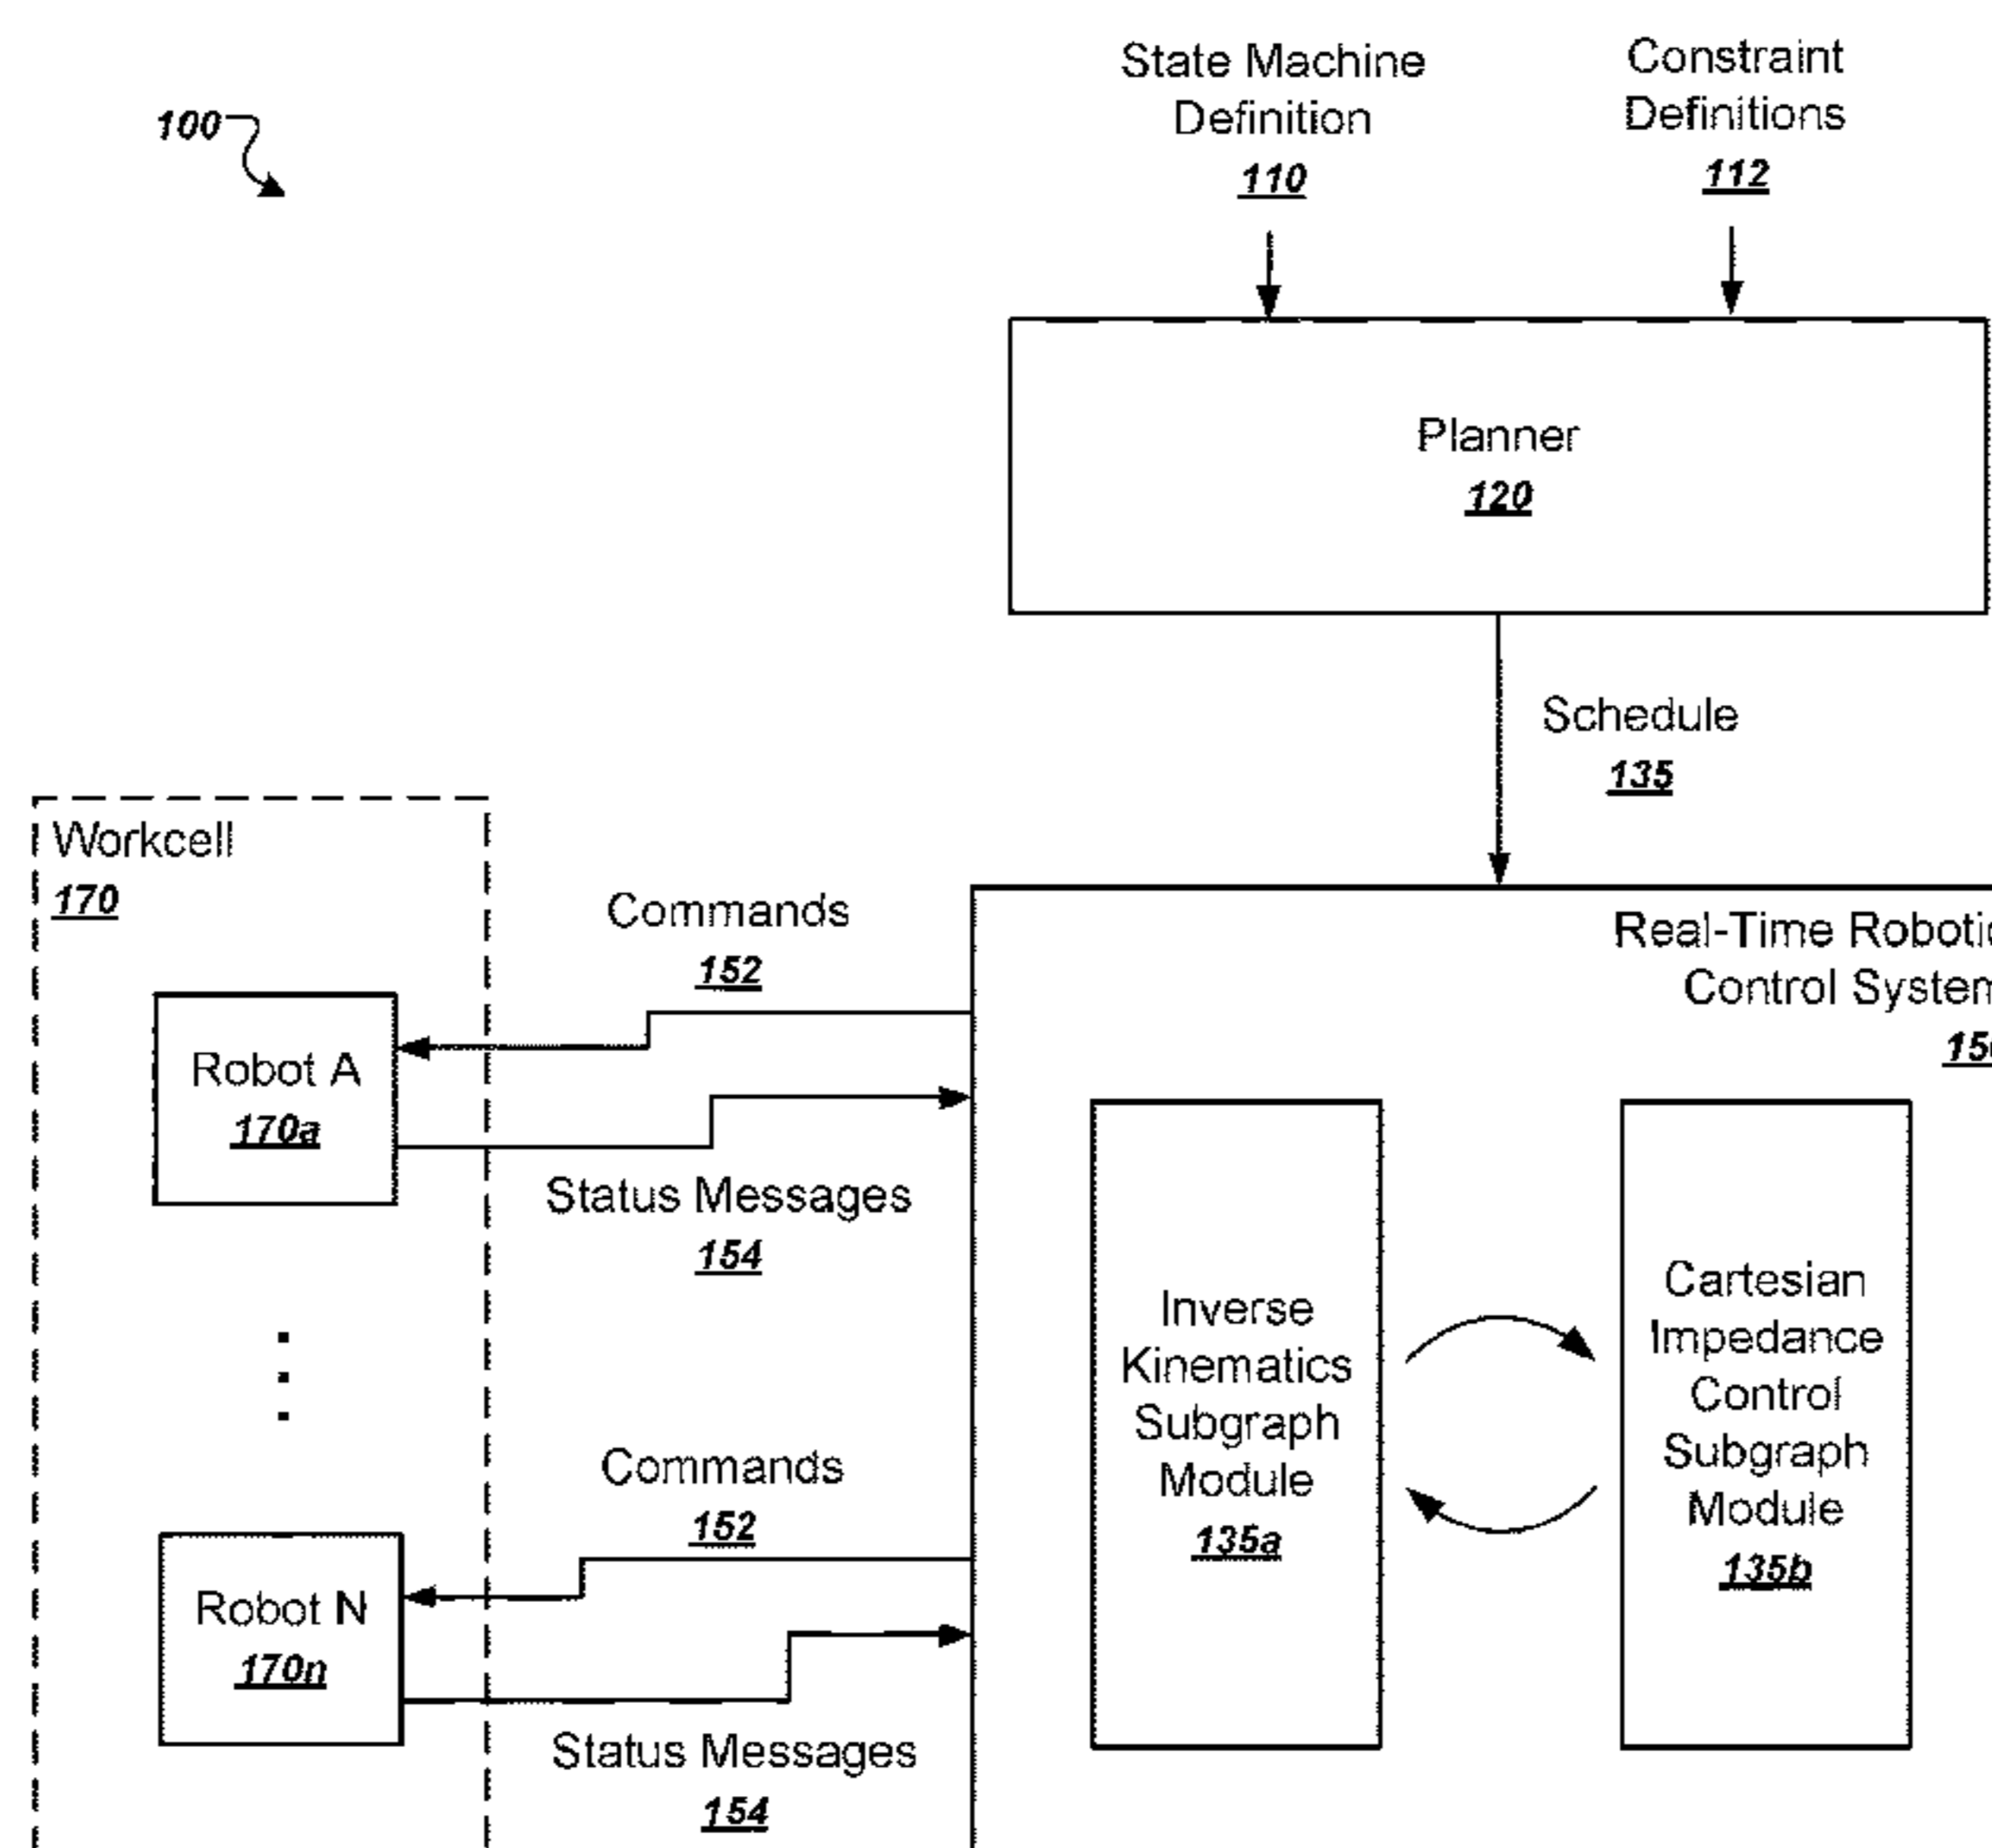 100
State Machine
Definition
110
Constraint
Definitions
112
Planner
120
Schedule
135
Workcell
170
Commands
152
Robot A
170a
Status Messages
154
Commands
152
Robot N
170n
Status Messages
154
Real-Time
Control
Inverse
Kinematics
Subgraph
Module
135a
Cartesian
Impedance
Control
Subgraph
Module
135b